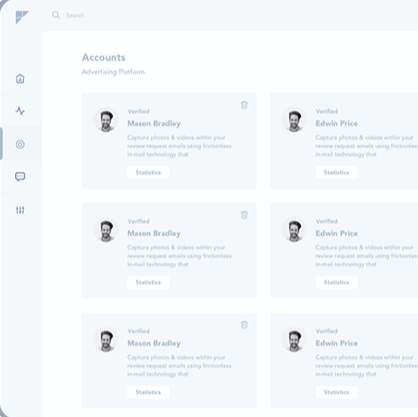 Search
Accounts
Advertising Platform
Verified
Mason Bradley
Capture photos & videos within your
review request emails using frictionless
in-mail technology that
Statistics
Verified
Edwin Price
Capture photos & videos within your
review request emails using frictionless
in-mail technology that
Statistics
Verified
Mason Bradley
Capture photos & videos within your
review request emails using frictionless
in-mail technology that
Statistics
Verified
Edwin Price
Capture photos & videos within your
review request emails using frictionless
in-mail technology that
Statistics
Verified
Mason Bradley
Capture photos & videos within your
review request emails using frictionless
in-mail technology that
Statistics
Verified
Edwin Price
Capture photos & videos within your
review request emails using frictionless
in-mail technology that
Statistics